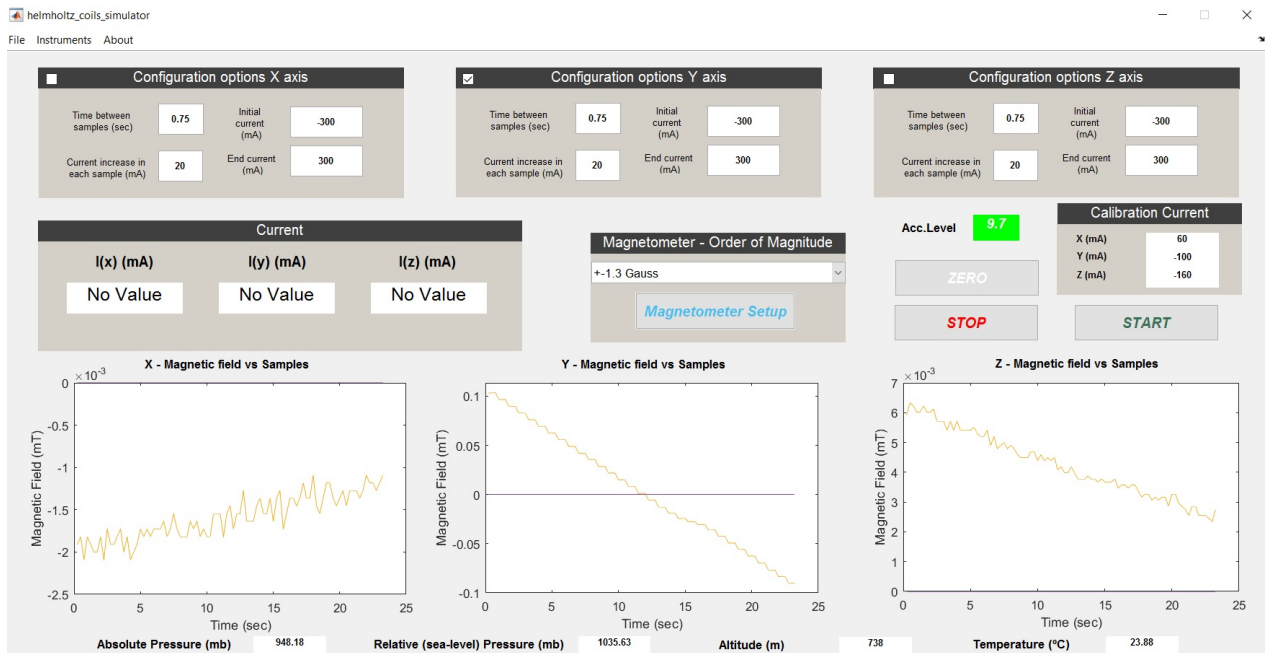 helmholtz_coils_simulator
File Instruments About
Configuration options X axis
Time between
samples (sec)
0.75
Initial
current
(mA)
-300
Current increase in
each sample (mA)
20
End current
(mA)
300
Configuration options Y axis
Time between
samples (sec)
0.75
Initial
current
(mA)
-300
Current increase in
each sample (mA)
20
End current
(mA)
300
Configuration options Z axis
Time between
samples (sec)
0.75
Initial
current
(mA)
-300
Current increase in
each sample (mA)
20
End current
(mA)
300
Current
I(x) (mA) I(y) (mA) I(z) (mA)
No Value No Value No Value
Magnetometer - Order of Magnitude
+-1.3 Gauss
Magnetometer Setup
Acc.Level 9.7
ZERO
STOP
START
Calibration Current
X (mA) 60
Y (mA) -100
Z (mA) -160
X - Magnetic field vs Samples
×10-3
0
-0.5
-1
-1.5
-2
-2.5
Magnetic Field (mT)
0 5 10 15 20 25
Time (sec)
Y - Magnetic field vs Samples
0.1
0.05
0
-0.05
-0.1
Magnetic Field (mT)
0 5 10 15 20 25
Time (sec)
Z - Magnetic field vs Samples
×10-3
7
6
5
4
3
2
1
0
Magnetic Field (mT)
0 5 10 15 20 25
Time (sec)
Absolute Pressure (mb) 948.18 Relative (sea-level) Pressure (mb) 1035.63 Altitude (m) 738 Temperature (ºC) 23.88